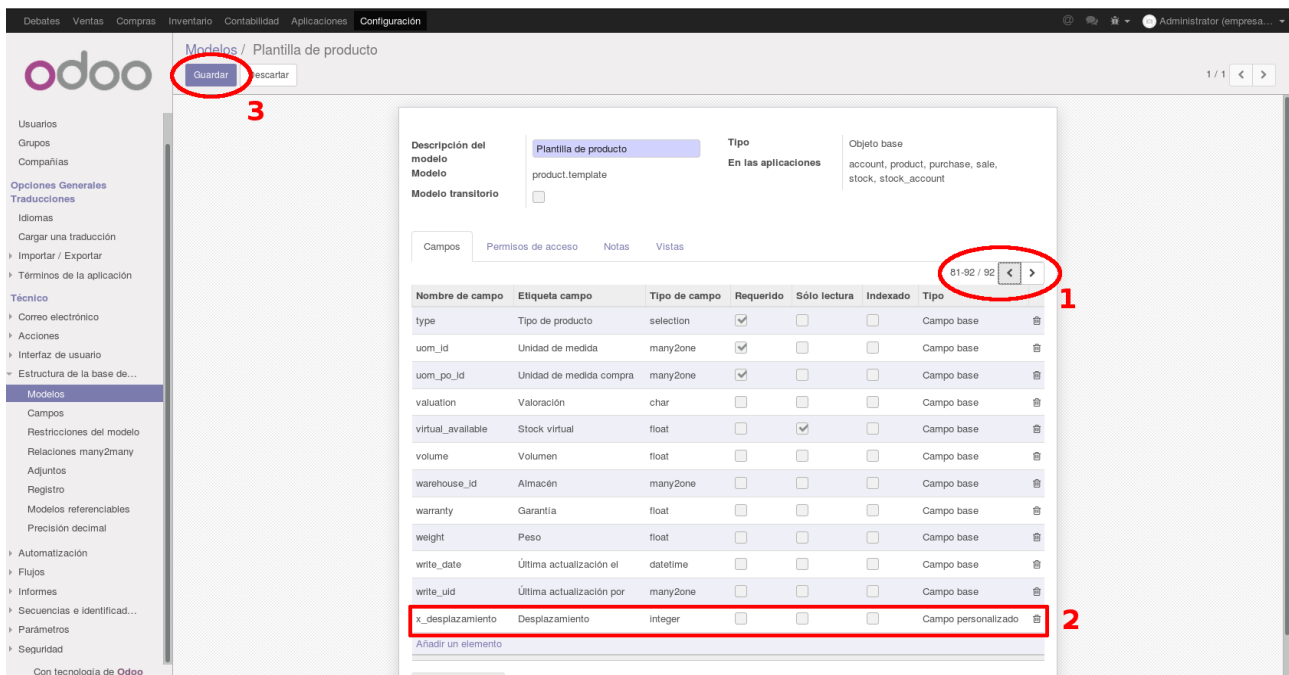 Debates Ventas Compras Inventario Contabilidad Aplicaciones Configuración @ Administrator (empresa...
odoo
Modelos / Plantilla de producto
Guardar Descartar
1 / 1
3
Usuarios
Grupos
Compañías
Opciones Generales
Traducciones
Idiomas
Cargar una traducción
Importar / Exportar
Términos de la aplicación
Técnico
Correo electrónico
Acciones
Interfaz de usuario
Estructura de la base de...
Modelos
Campos
Restricciones del modelo
Relaciones many2many
Adjuntos
Registro
Modelos referenciables
Precisión decimal
Automatización
Flujos
Informes
Secuencias e identificad...
Parámetros
Seguridad
Con tecnología de Odoo
Descripción del modelo Plantilla de producto
Modelo product.template
Modelo transitorio
Tipo Objeto base
En las aplicaciones account, product, purchase, sale,
stock, stock_account
Campos Permisos de acceso Notas Vistas
81-92 / 92
1
Nombre de campo Etiqueta campo Tipo de campo Requerido Sólo lectura Indexado Tipo
type Tipo de producto selection Campo base
uom_id Unidad de medida many2one Campo base
uom_po_id Unidad de medida compra many2one Campo base
valuation Valoración char Campo base
virtual_available Stock virtual float Campo base
volume Volumen float Campo base
warehouse_id Almacén many2one Campo base
warranty Garantía float Campo base
weight Peso float Campo base
write_date Última actualización el datetime Campo base
write_uid Última actualización por many2one Campo base
x_desplazamiento Desplazamiento integer Campo personalizado
2
Añadir un elemento